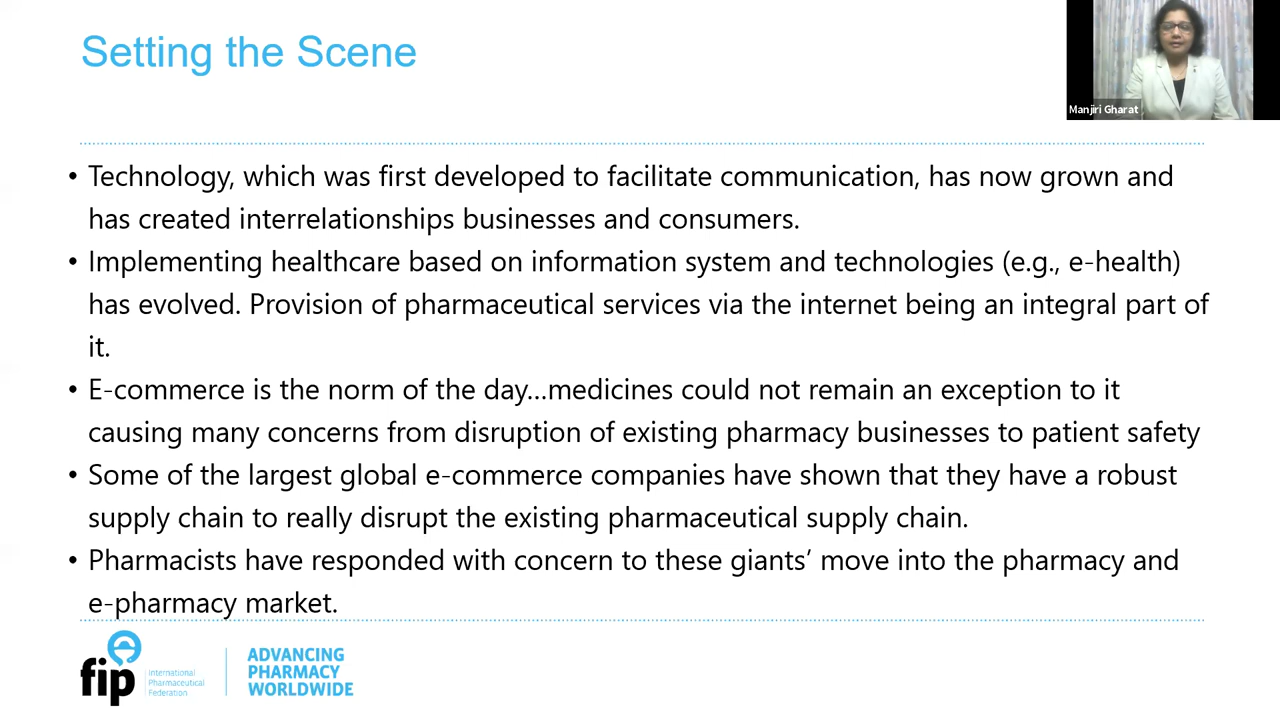 Setting the Scene
Manjiri Gharat
• Technology, which was first developed to facilitate communication, has now grown and
has created interrelationships businesses and consumers.
• Implementing healthcare based on information system and technologies (e.g., e-health)
has evolved. Provision of pharmaceutical services via the internet being an integral part of
it.
• E-commerce is the norm of the day...medicines could not remain an exception to it
causing many concerns from disruption of existing pharmacy businesses to patient safety
• Some of the largest global e-commerce companies have shown that they have a robust
supply chain to really disrupt the existing pharmaceutical supply chain.
• Pharmacists have responded with concern to these giants’ move into the pharmacy and
e-pharmacy market.
fip
International
Pharmaceutical
Federation
ADVANCING
PHARMACY
WORLDWIDE